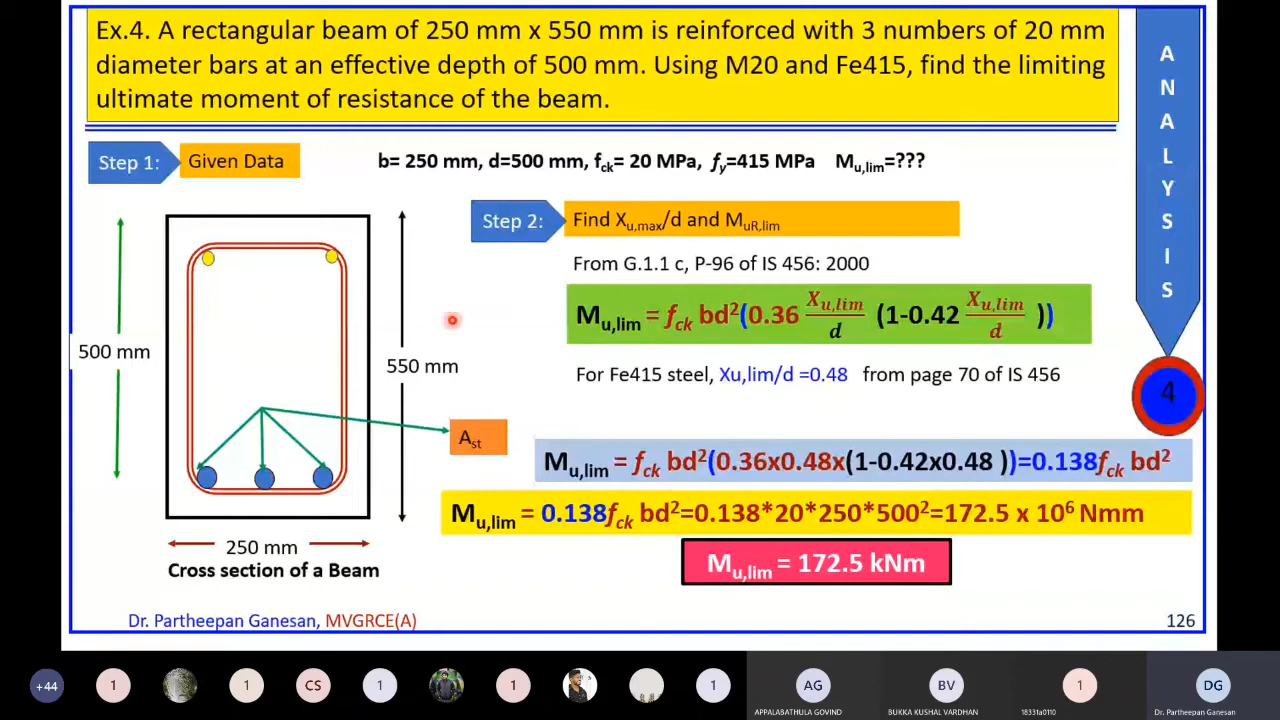 Ex.4. A rectangular beam of 250 mm x 550 mm is reinforced with 3 numbers of 20 mm
diameter bars at an effective depth of 500 mm. Using M20 and Fe415, find the limiting
ultimate moment of resistance of the beam.
A
N
A
L
Y
S
I
S
4
Step 1: Given Data
b= 250 mm, d=500 mm, fck= 20 MPa, fy=415 MPa Mu,lim=???
Step 2: Find Xu,max/d and MuR,lim
From G.1.1 c, P-96 of IS 456: 2000
Mu,lim = fck bd²(0.36 Xu,lim/d (1-0.42 Xu,lim/d ))
For Fe415 steel, Xu,lim/d =0.48 from page 70 of IS 456
500 mm
550 mm
Ast
Mu,lim = fck bd²(0.36x0.48x(1-0.42x0.48 ))=0.138fck bd²
Mu,lim = 0.138fck bd²=0.138*20*250*500²=172.5 x 10⁶ Nmm
Mu,lim = 172.5 kNm
250 mm
Cross section of a Beam
Dr. Partheepan Ganesan, MVGRCE(A)
126
+44
1
1
CS
1
1
1
AG
BV
1
DG
APPALABATHULA GOVIND
BUKKA KUSHAL VARDHAN
18331a0110
Dr. Partheepan Ganesan